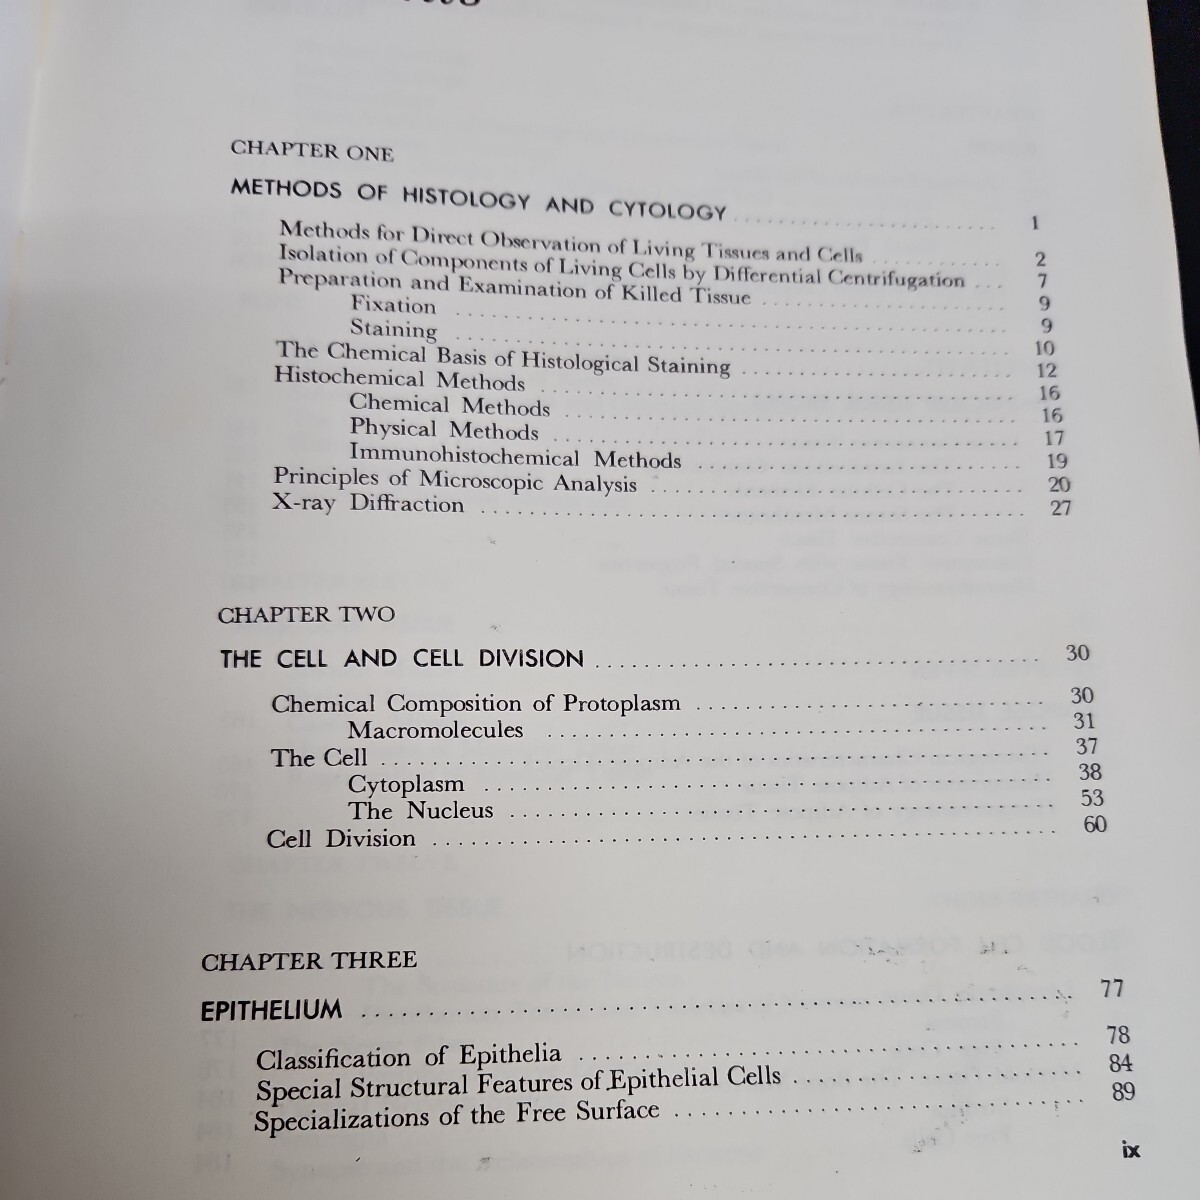 CHAPTER ONE
METHODS OF HISTOLOGY AND CYTOLOGY 1
Methods for Direct Observation of Living Tissues and Cells 2
Isolation of Components of Living Cells by Differential Centrifugation 7
Preparation and Examination of Killed Tissue 9
Fixation 9
Staining 10
The Chemical Basis of Histological Staining 12
Histochemical Methods 16
Chemical Methods 16
Physical Methods 17
Immunohistochemical Methods 19
Principles of Microscopic Analysis 20
X-ray Diffraction 27
CHAPTER TWO
THE CELL AND CELL DIVISION 30
Chemical Composition of Protoplasm 30
Macromolecules 31
The Cell 37
Cytoplasm 38
The Nucleus 53
Cell Division 60
CHAPTER THREE
EPITHELIUM 77
Classification of Epithelia 78
Special Structural Features of Epithelial Cells 84
Specializations of the Free Surface 89
ix